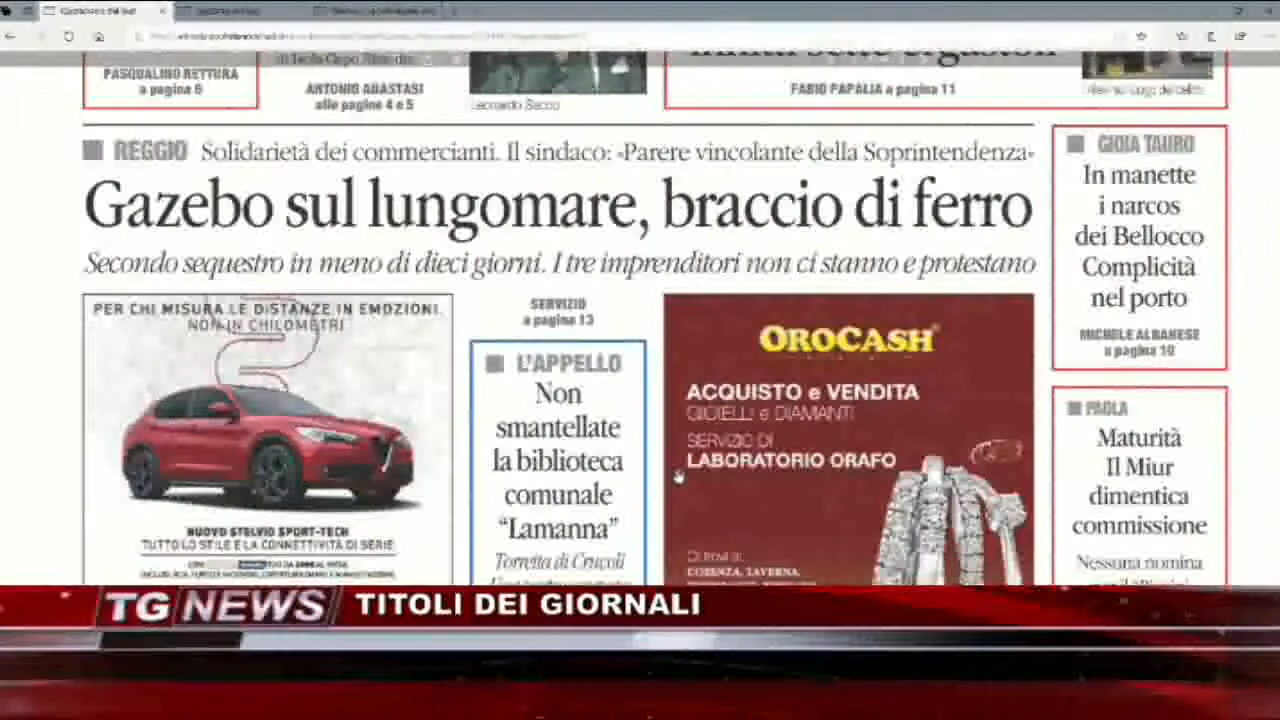 PASQUALINO RETTURA
a pagina 6
ANTONIO ANASTASI
alle pagine 4 e 5
Leonardo Sacco
FABIO PAPALIA a pagina 11
REGGIO Solidarietà dei commercianti. Il sindaco: «Parere vincolante della Soprintendenza»
Gazebo sul lungomare, braccio di ferro
Secondo sequestro in meno di dieci giorni. I tre imprenditori non ci stanno e protestano
PER CHI MISURA LE DISTANZE IN EMOZIONI.
NON IN CHILOMETRI
NUOVO STELVIO SPORT-TECH
TUTTO LO STILE E LA CONNETTIVITÀ DI SERIE
SERVIZIO
a pagina 13
L'APPELLO
Non
smantellate
la biblioteca
comunale
“Lamanna”
Torretta di Crucoli
OROCASH
ACQUISTO e VENDITA
GIOIELLI e DIAMANTI
SERVIZIO DI
LABORATORIO ORAFO
COSENZA, TAVERNA,
GIOIA TAURO
In manette
i narcos
dei Bellocco
Complicità
nel porto
MICHELE ALBANESE
a pagina 10
PAOLA
Maturità
Il Miur
dimentica
commissione
Nessuna nomina
TG NEWS TITOLI DEI GIORNALI